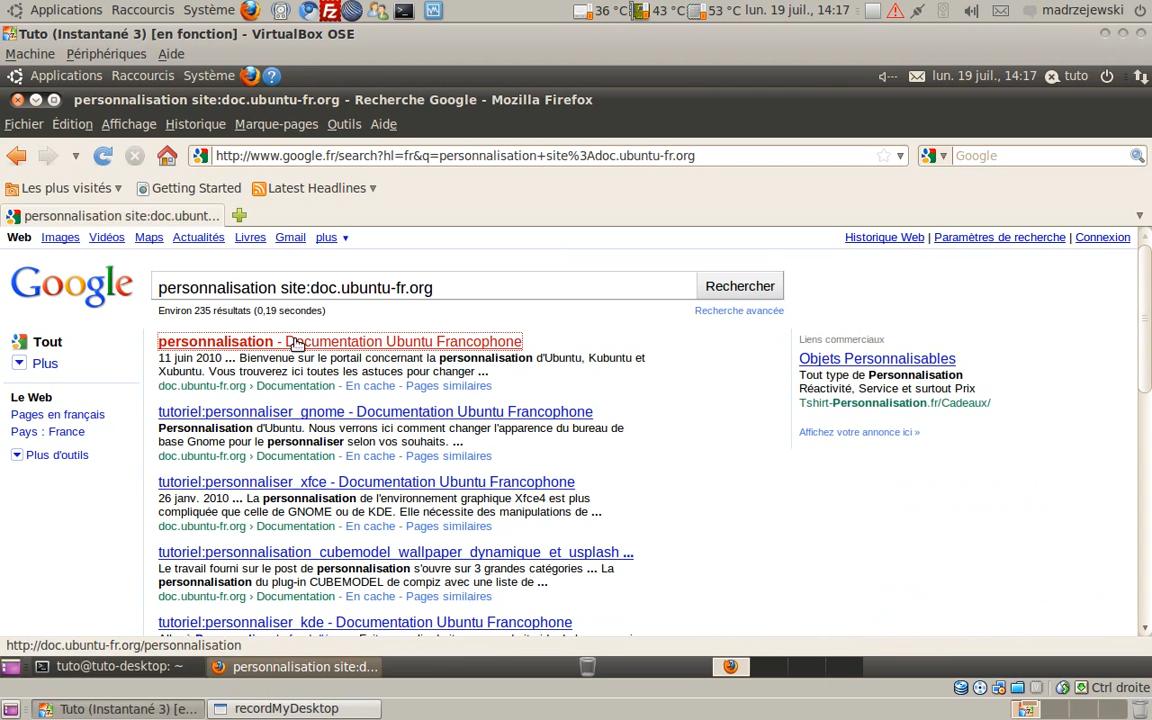 Applications Raccourcis Système 36 °C 43 °C 53 °C lun. 19 juil., 14:17 madrzejewski
Tuto (Instantané 3) [en fonction] - VirtualBox OSE
Machine Périphériques Aide
Applications Raccourcis Système lun. 19 juil., 14:17 tuto
personnalisation site:doc.ubuntu-fr.org - Recherche Google - Mozilla Firefox
Fichier Édition Affichage Historique Marque-pages Outils Aide
http://www.google.fr/search?hl=fr&q=personnalisation+site%3Adoc.ubuntu-fr.org Google
Les plus visités Getting Started Latest Headlines
personnalisation site:doc.ubunt...
Web Images Vidéos Maps Actualités Livres Gmail plus Historique Web | Paramètres de recherche | Connexion
Google personnalisation site:doc.ubuntu-fr.org Rechercher
Environ 235 résultats (0,19 secondes) Recherche avancée
Tout
Plus
Le Web
Pages en français
Pays : France
Plus d'outils
personnalisation - Documentation Ubuntu Francophone
11 juin 2010 ... Bienvenue sur le portail concernant la personnalisation d'Ubuntu, Kubuntu et
Xubuntu. Vous trouverez ici toutes les astuces pour changer ...
doc.ubuntu-fr.org › Documentation - En cache - Pages similaires
tutoriel:personnaliser_gnome - Documentation Ubuntu Francophone
Personnalisation d'Ubuntu. Nous verrons ici comment changer l'apparence du bureau de
base Gnome pour le personnaliser selon vos souhaits. ...
doc.ubuntu-fr.org › Documentation - En cache - Pages similaires
tutoriel:personnaliser_xfce - Documentation Ubuntu Francophone
26 janv. 2010 ... La personnalisation de l'environnement graphique Xfce4 est plus
compliquée que celle de GNOME ou de KDE. Elle nécessite des manipulations de ...
doc.ubuntu-fr.org › Documentation - En cache - Pages similaires
tutoriel:personnalisation_cubemodel_wallpaper_dynamique_et_usplash ...
Le travail fourni sur le post de personnalisation s'ouvre sur 3 grandes catégories ... La
personnalisation du plug-in CUBEMODEL de compiz avec une liste de ...
doc.ubuntu-fr.org › Documentation - En cache - Pages similaires
tutoriel:personnaliser_kde - Documentation Ubuntu Francophone
Liens commerciaux
Objets Personnalisables
Tout type de Personnalisation
Réactivité, Service et surtout Prix
Tshirt-Personalisation.fr/Cadeaux/
Affichez votre annonce ici »
http://doc.ubuntu-fr.org/personnalisation
tuto@tuto-desktop: ~ personnalisation site:d...
Ctrl droite
Tuto (Instantané 3) [e... recordMyDesktop